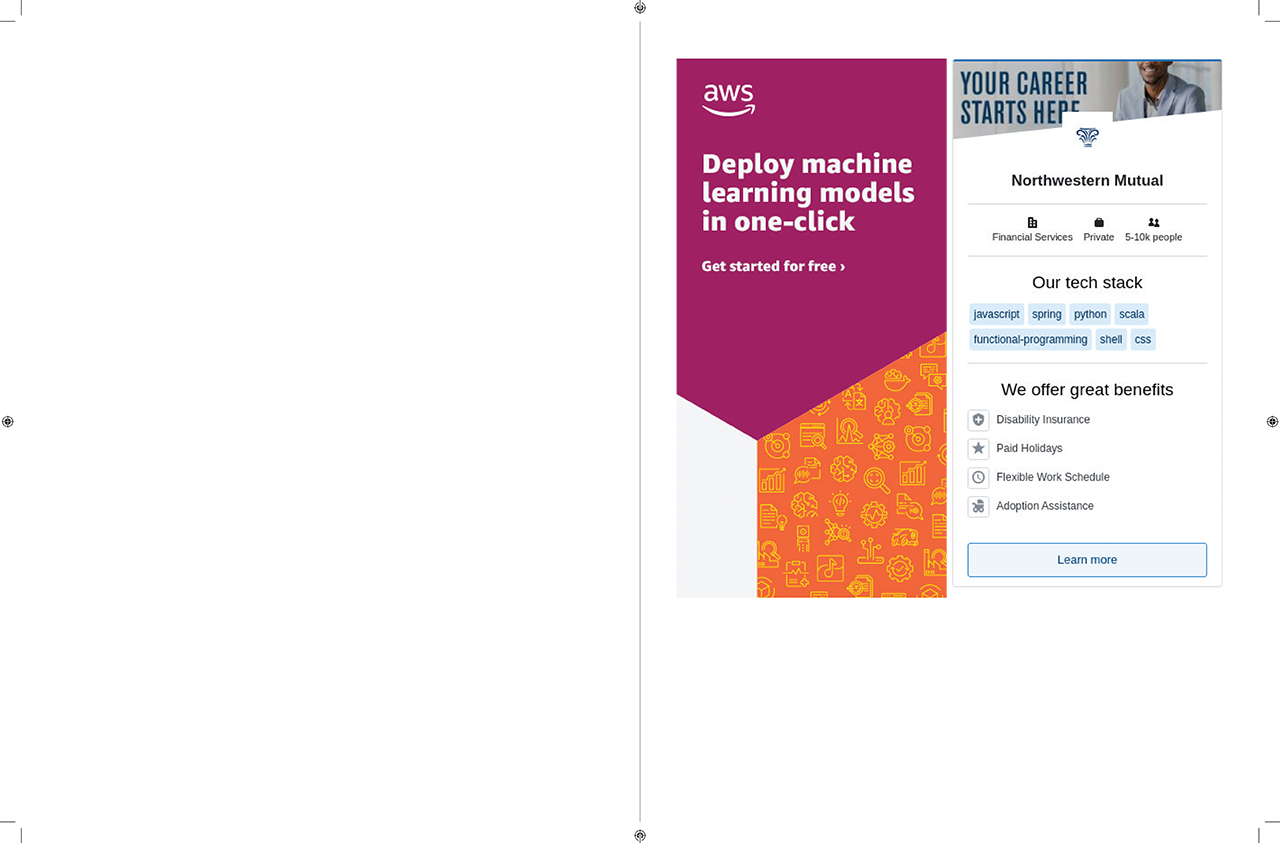 aws
Deploy machine
learning models
in one-click
Get started for free ›
YOUR CAREER
STARTS HERE
Northwestern Mutual
Financial Services Private 5-10k people
Our tech stack
javascript spring python scala
functional-programming shell css
We offer great benefits
Disability Insurance
Paid Holidays
Flexible Work Schedule
Adoption Assistance
Learn more